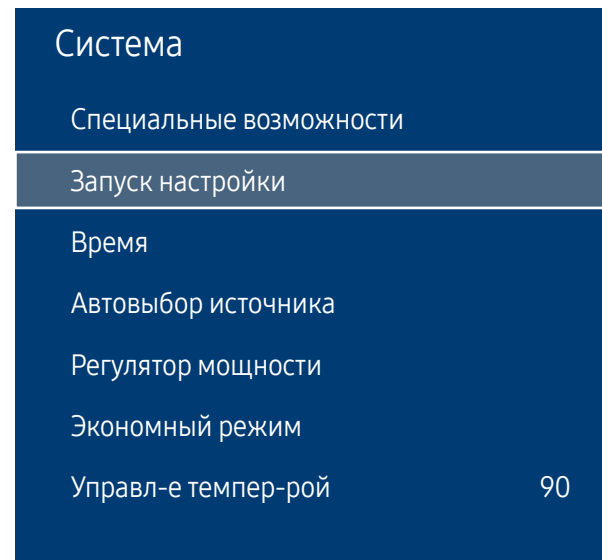 Система
Специальные возможности
Запуск настройки
Время
Автовыбор источника
Регулятор мощности
Экономный режим
Управл-е темпер-рой 90